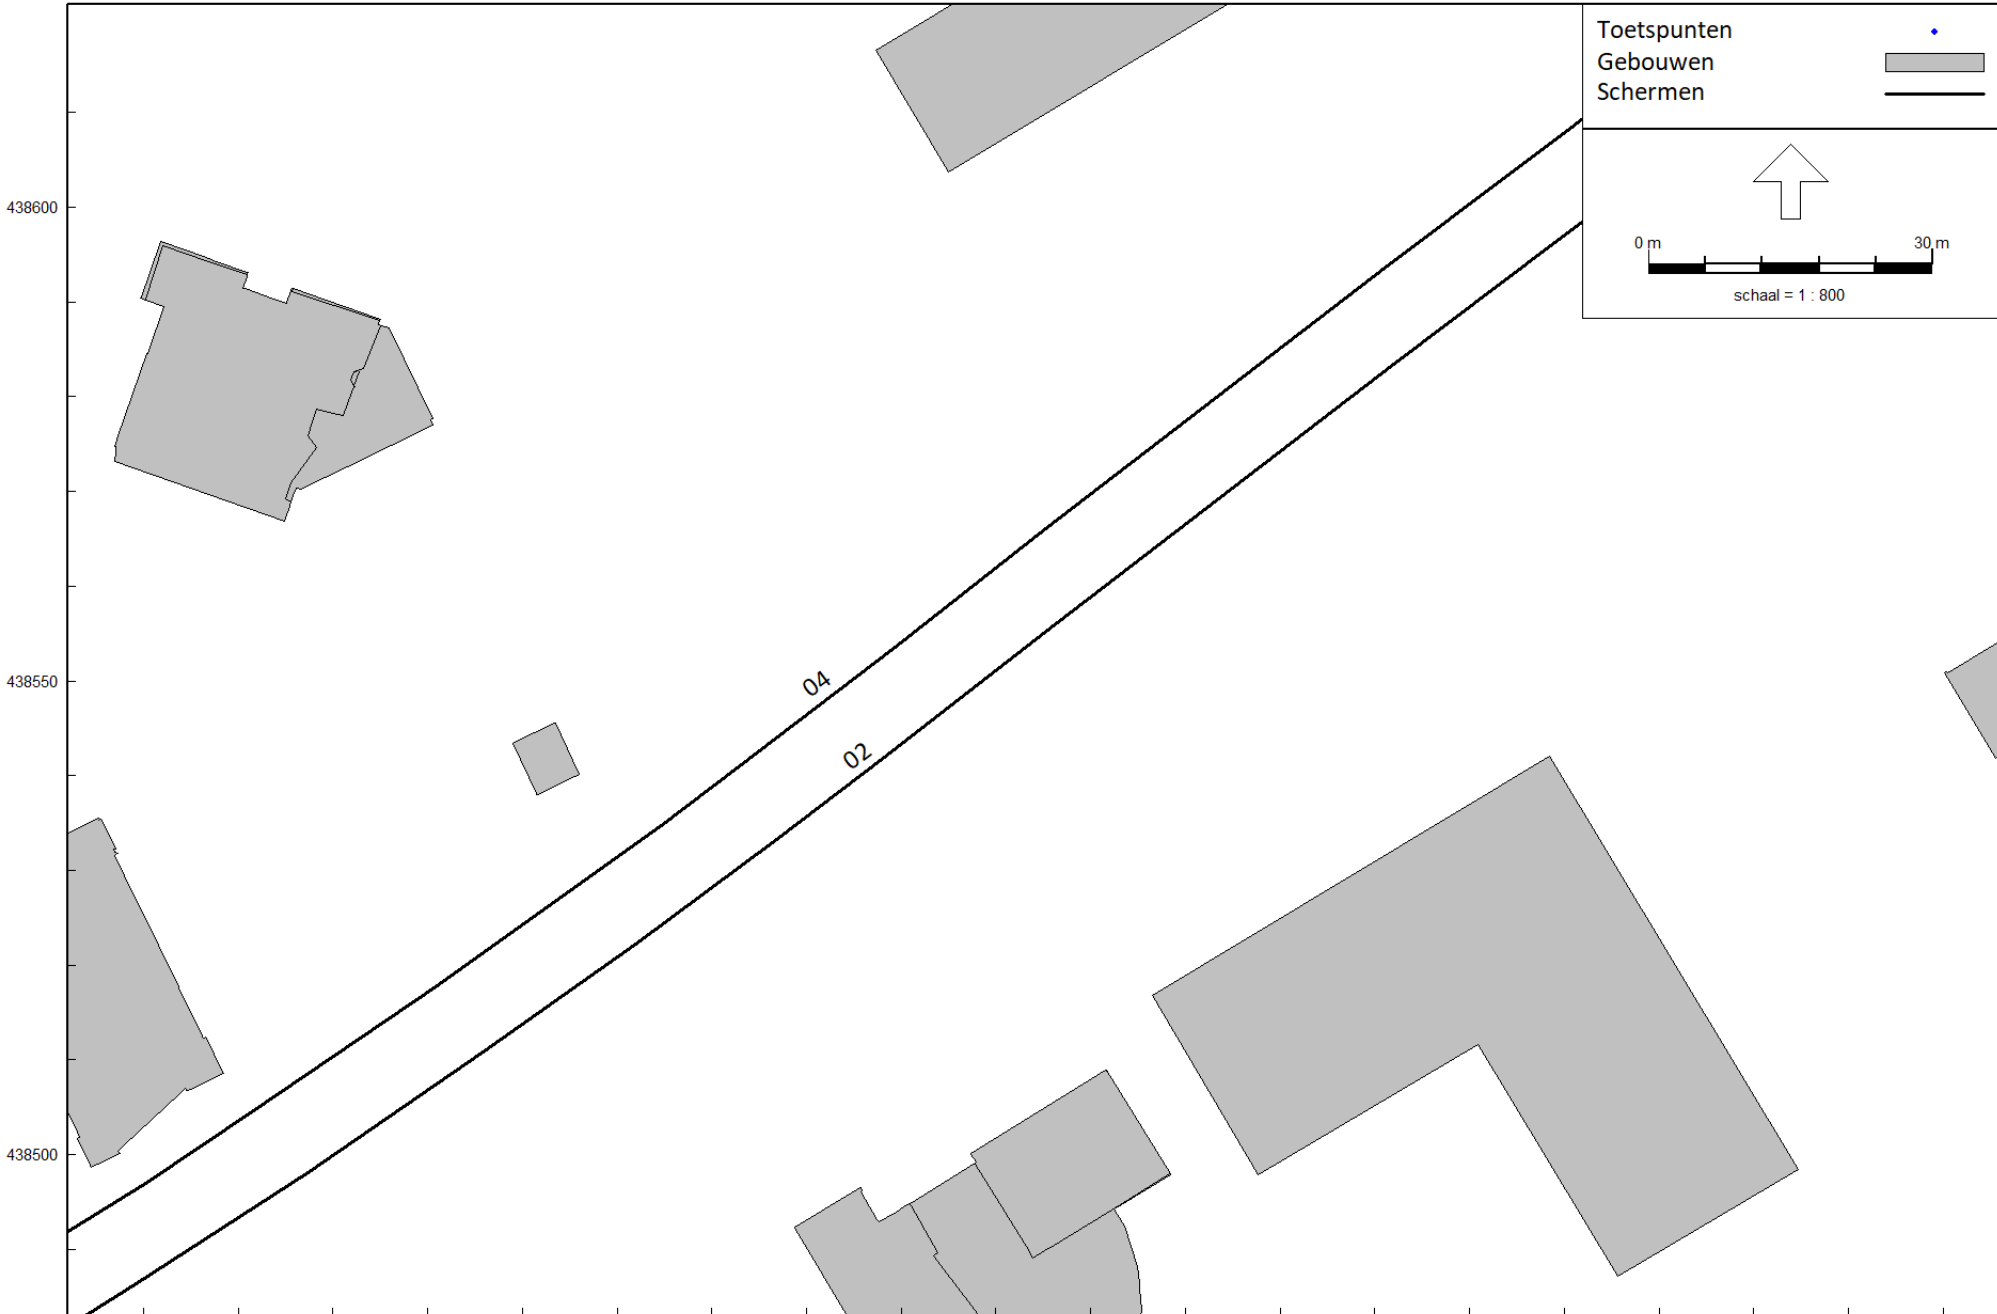 Toetspunten
Gebouwen
Schermen
438600
0 m 30 m
schaal = 1 : 800
04
438550
02
438500